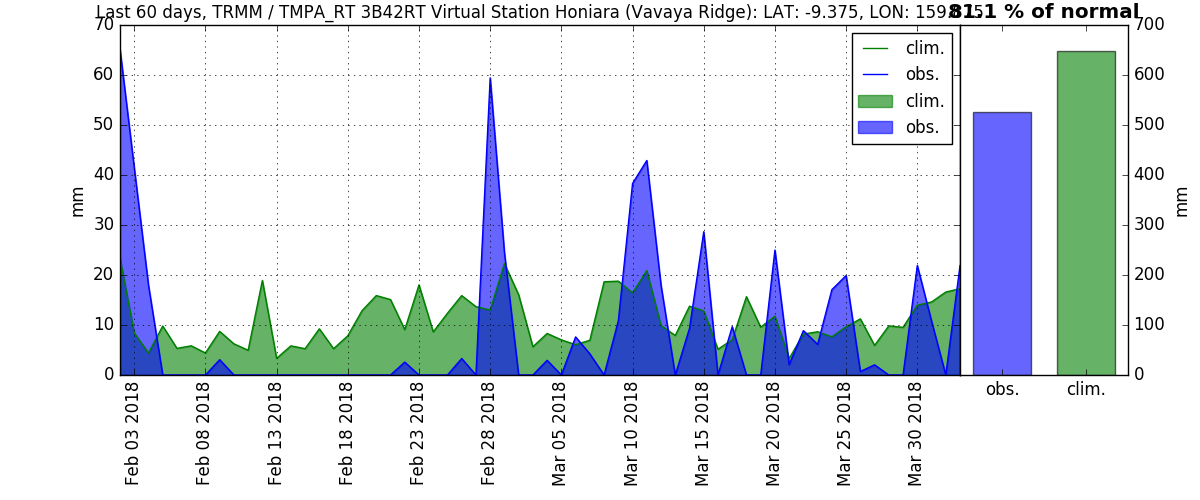 Last 60 days, TRMM / TMPA_RT 3B42RT Virtual Station Honiara (Vavaya Ridge): LAT: -9.375, LON:
81.1 % of normal
70
60
50
40
30
20
10
0
mm
clim.
obs.
clim.
obs.
700
600
500
400
300
200
100
0
mm
obs.
clim.
Feb 03 2018
Feb 08 2018
Feb 13 2018
Feb 18 2018
Feb 23 2018
Feb 28 2018
Mar 05 2018
Mar 10 2018
Mar 15 2018
Mar 20 2018
Mar 25 2018
Mar 30 2018